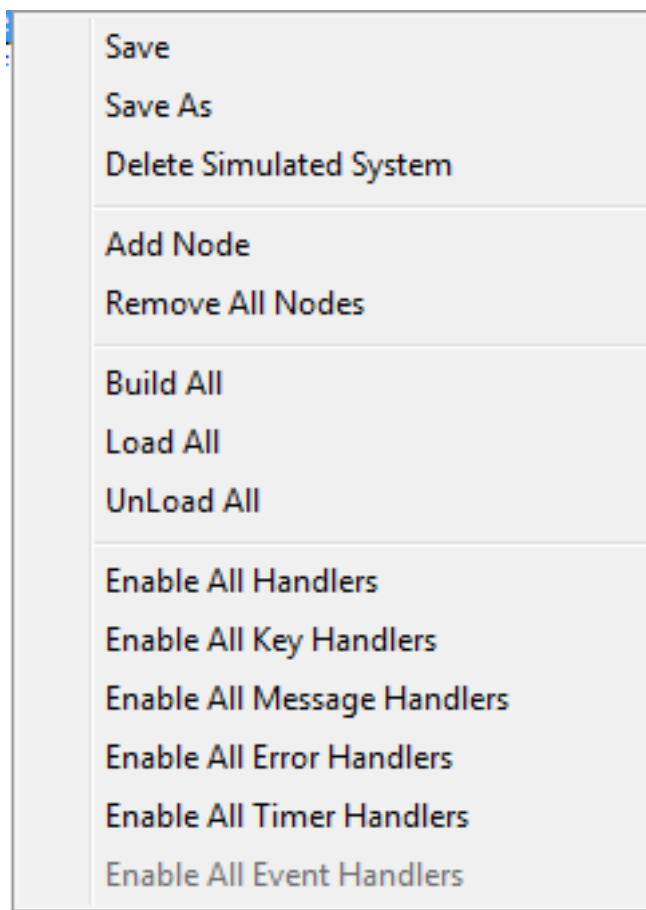 Save
Save As
Delete Simulated System
Add Node
Remove All Nodes
Build All
Load All
UnLoad All
Enable All Handlers
Enable All Key Handlers
Enable All Message Handlers
Enable All Error Handlers
Enable All Timer Handlers
Enable All Event Handlers